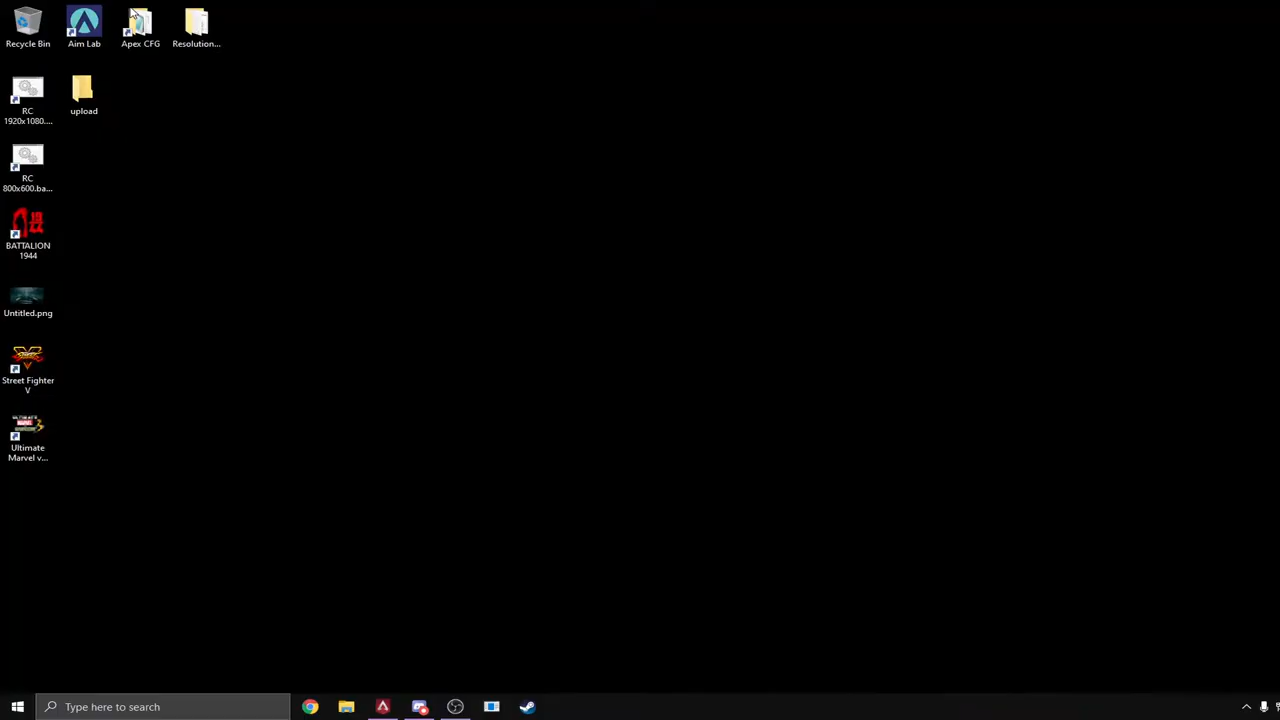 Recycle Bin
Aim Lab
Apex CFG
Resolution...
RC
1920x1080....
upload
RC
800x600.ba...
BATTALION
1944
Untitled.png
Street Fighter
V
Ultimate
Marvel v...
Type here to search